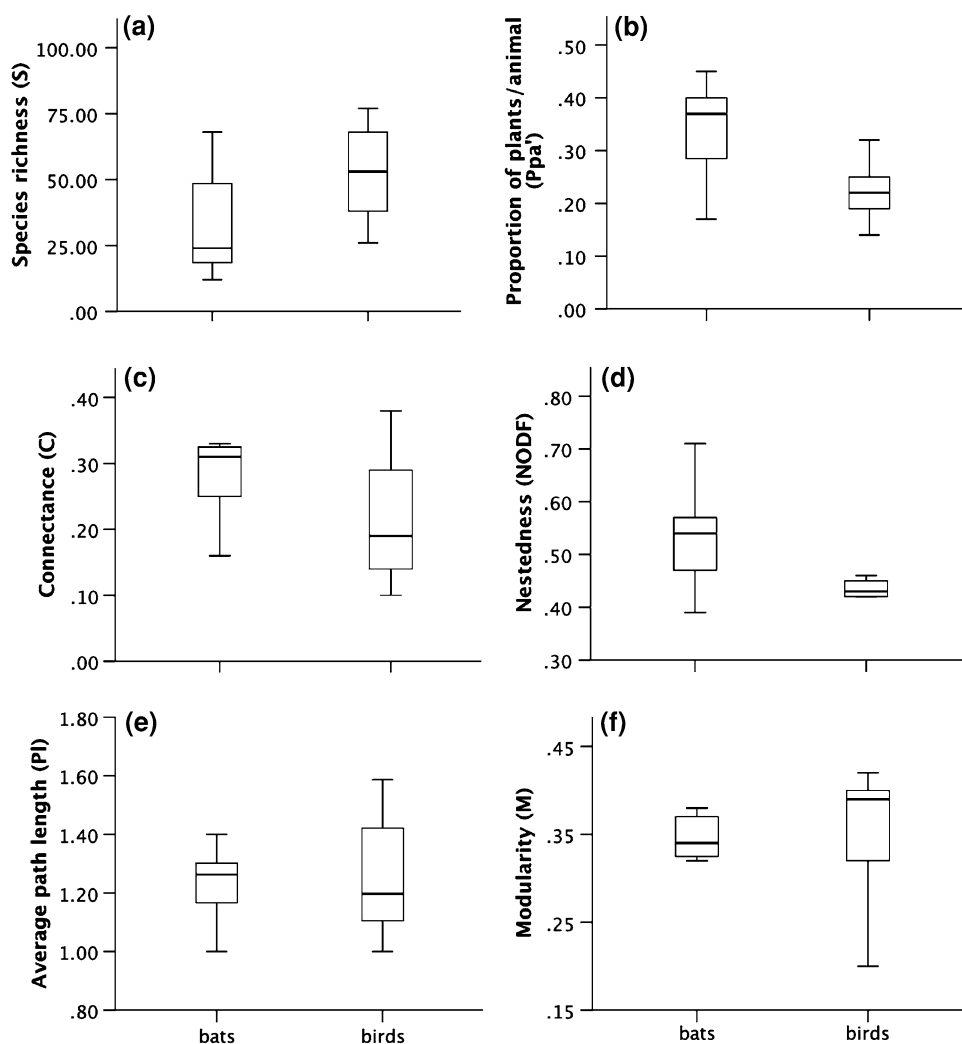 (a)
Species richness (S)
100.00
75.00
50.00
25.00
.00
(b)
Proportion of plants/animal
(Ppa')
.50
.40
.30
.20
.10
.00
(c)
Connectance (C)
.40
.30
.20
.10
.00
(d)
Nestedness (NODF)
.80
.70
.60
.50
.40
.30
(e)
Average path length (Pl)
1.80
1.60
1.40
1.20
1.00
.80
bats
birds
(f)
Modularity (M)
.45
.35
.25
.15
bats
birds